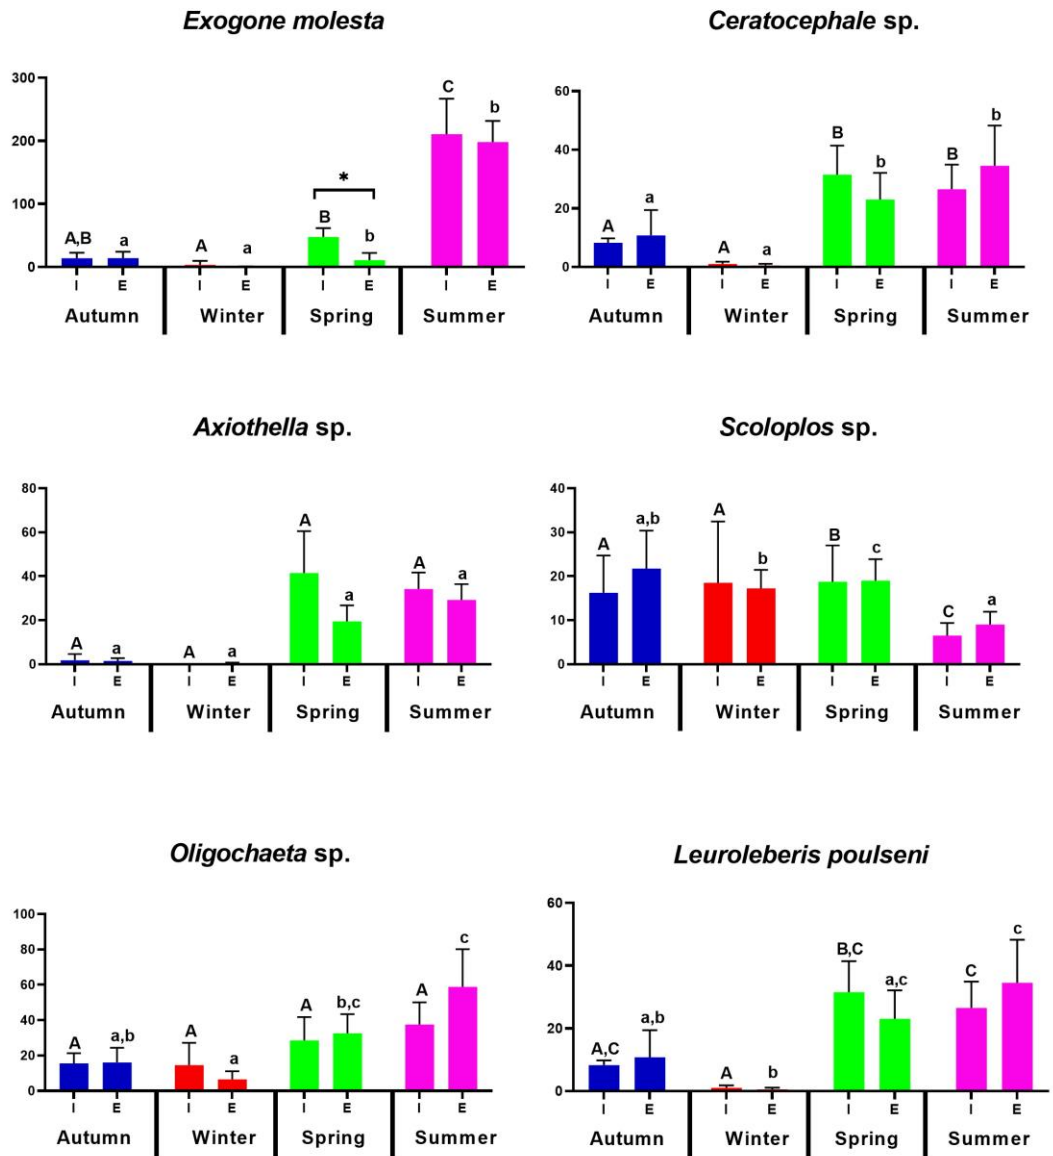 Exogone molesta
300
200
100
0
A,B a A a B * b C b
I E I E I E I E
Autumn Winter Spring Summer
Ceratocephale sp.
60
40
20
0
A a A a B b B b
I E I E I E I E
Autumn Winter Spring Summer
Axiothella sp.
80
60
40
20
0
A a A a A a A a
I E I E I E I E
Autumn Winter Spring Summer
Scoloplos sp.
40
30
20
10
0
A a,b A b B c C a
I E I E I E I E
Autumn Winter Spring Summer
Oligochaeta sp.
100
80
60
40
20
0
A a,b A a A b,c A c
I E I E I E I E
Autumn Winter Spring Summer
Leuroleberis poulseni
60
40
20
0
A,C a,b A b B,C a,c C c
I E I E I E I E
Autumn Winter Spring Summer